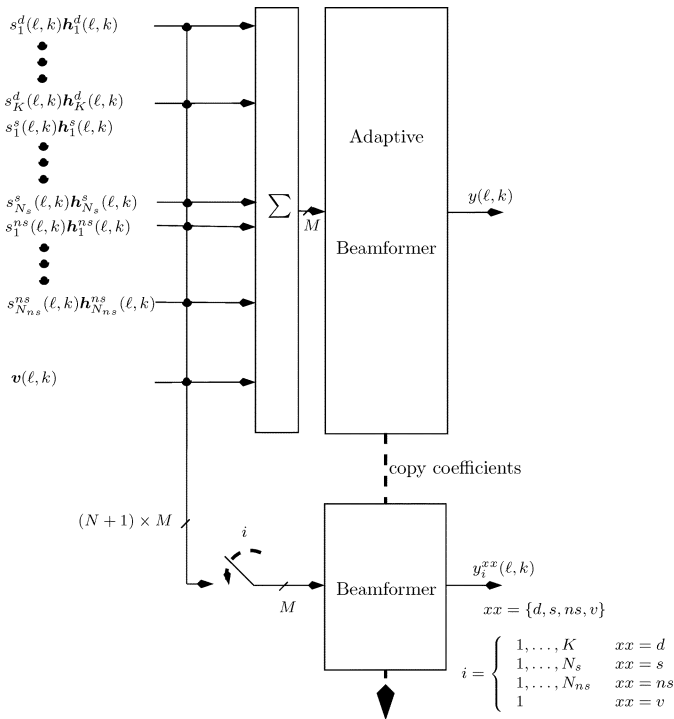 s_1^d(ℓ, k)h_1^d(ℓ, k)
s_K^d(ℓ, k)h_K^d(ℓ, k)
s_1^s(ℓ, k)h_1^s(ℓ, k)
s_{N_s}^s(ℓ, k)h_{N_s}^s(ℓ, k)
s_1^{ns}(ℓ, k)h_1^{ns}(ℓ, k)
s_{N_{ns}}^{ns}(ℓ, k)h_{N_{ns}}^{ns}(ℓ, k)
v(ℓ, k)
∑
M
Adaptive
Beamformer
y(ℓ, k)
copy coefficients
(N + 1) × M
i
M
Beamformer
y_i^{xx}(ℓ, k)
xx = {d, s, ns, v}
i = {
1, . . . , K xx = d
1, . . . , N_s xx = s
1, . . . , N_{ns} xx = ns
1 xx = v